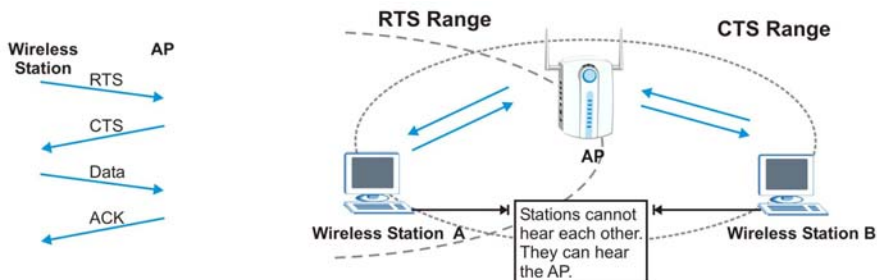 Wireless
Station
AP
RTS
CTS
Data
ACK
RTS Range
CTS Range
AP
Wireless Station A
Stations cannot
hear each other.
They can hear
the AP.
Wireless Station B